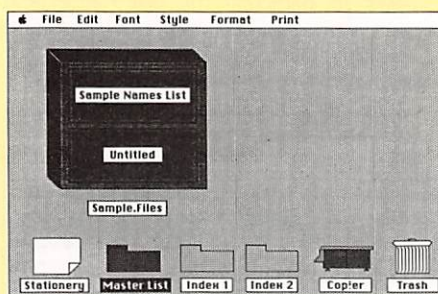 File Edit Font Style Format Print
Sample Names List
Untitled
Sample.Files
Stationery Master List Index 1 Index 2 Copier Trash